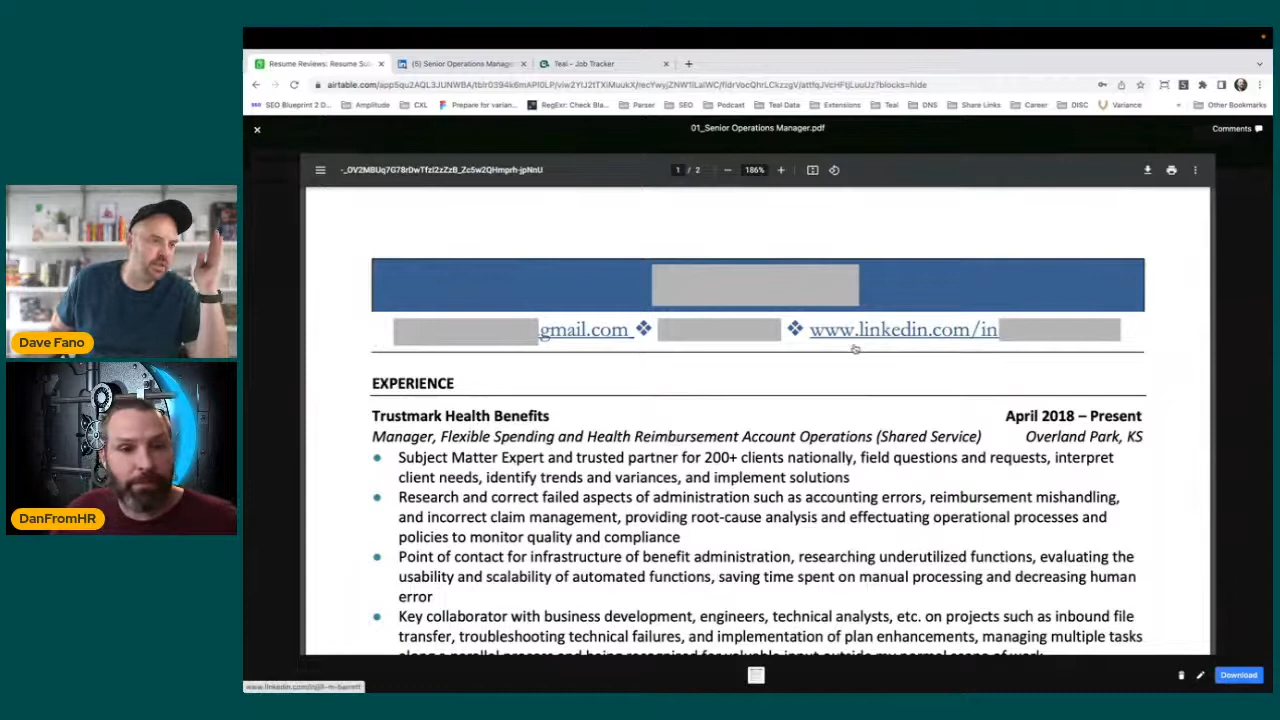 Resume Reviews: Resume Sub
(5) Senior Operations Manage
Teal – Job Tracker
SEO Blueprint 2.0...
Amplitude
CXL
Prepare for varian...
RegExr: Check Bla...
Parser
SEO
Podcast
Teal Data
Extensions
Teal
DNS
Share Links
Career
DISC
Variance
Other Bookmarks
01_Senior Operations Manager.pdf
Comments
1 / 2
186%
gmail.com ❖ ❖ www.linkedin.com/in
EXPERIENCE
Trustmark Health Benefits April 2018 – Present
Manager, Flexible Spending and Health Reimbursement Account Operations (Shared Service) Overland Park, KS
Subject Matter Expert and trusted partner for 200+ clients nationally, field questions and requests, interpret
client needs, identify trends and variances, and implement solutions
Research and correct failed aspects of administration such as accounting errors, reimbursement mishandling,
and incorrect claim management, providing root-cause analysis and effectuating operational processes and
policies to monitor quality and compliance
Point of contact for infrastructure of benefit administration, researching underutilized functions, evaluating the
usability and scalability of automated functions, saving time spent on manual processing and decreasing human
error
Key collaborator with business development, engineers, technical analysts, etc. on projects such as inbound file
transfer, troubleshooting technical failures, and implementation of plan enhancements, managing multiple tasks
Download
Dave Fano
DanFromHR